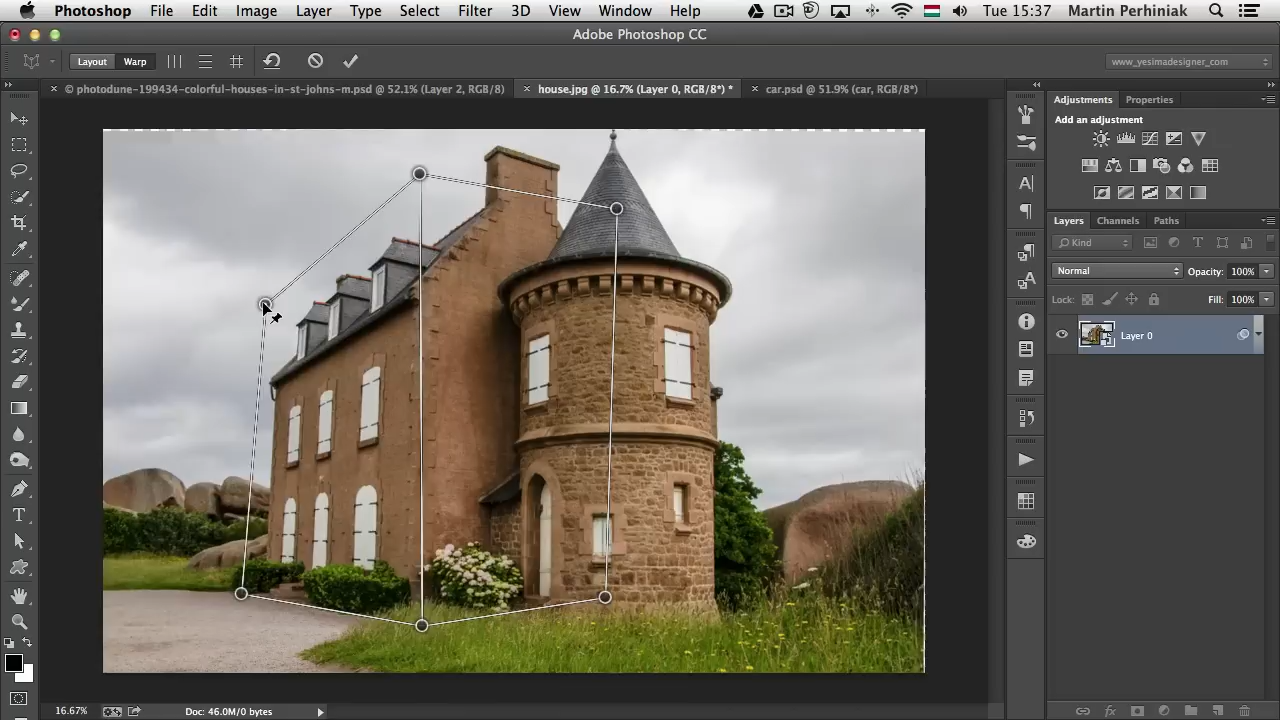 Photoshop File Edit Image Layer Type Select Filter 3D View Window Help Tue 15:37 Martin Perhiniak
Adobe Photoshop CC
Layout Warp www_yesimadesigner_com
© photodune-199434-colorful-houses-in-st-johns-m.psd @ 52.1% (Layer 2, RGB/8) house.jpg @ 16.7% (Layer 0, RGB/8*) * car.psd @ 51.9% (car, RGB/8*)
Adjustments Properties
Add an adjustment
Layers Channels Paths
Kind
Normal Opacity: 100%
Lock: Fill: 100%
Layer 0
16.67% Doc: 46.0M/0 bytes